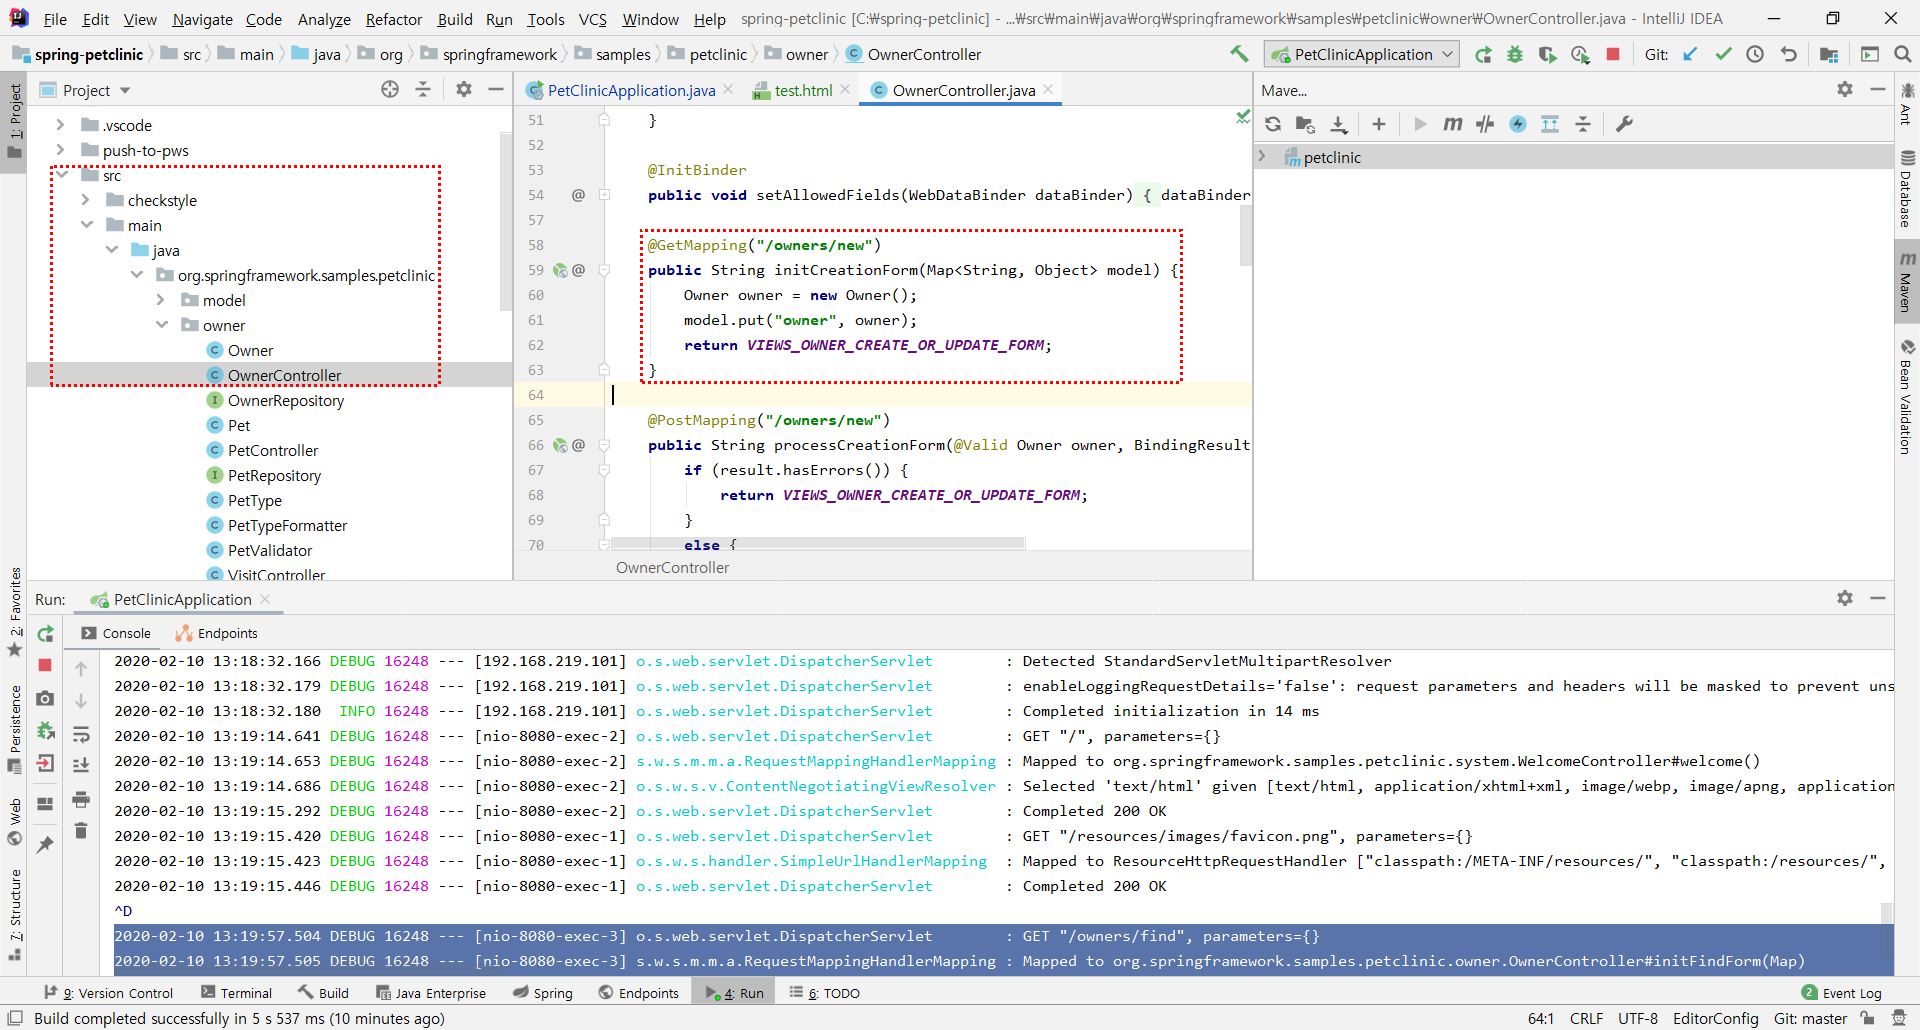 File Edit View Navigate Code Analyze Refactor Build Run Tools VCS Window Help spring-petclinic [C:₩spring-petclinic] - ...₩src₩main₩java₩org₩springframework₩samples₩petclinic₩owner₩OwnerController.java - IntelliJ IDEA
spring-petclinic src main java org springframework samples petclinic owner OwnerController PetClinicApplication Git:
Project
.vscode
push-to-pws
src
checkstyle
main
java
org.springframework.samples.petclinic
model
owner
Owner
OwnerController
OwnerRepository
Pet
PetController
PetRepository
PetType
PetTypeFormatter
PetValidator
VisitController
PetClinicApplication.java test.html OwnerController.java
51 }
52
53 @InitBinder
54 public void setAllowedFields(WebDataBinder dataBinder) { dataBinder
57
58 @GetMapping("/owners/new")
59 public String initCreationForm(Map<String, Object> model) {
60 Owner owner = new Owner();
61 model.put("owner", owner);
62 return VIEWS_OWNER_CREATE_OR_UPDATE_FORM;
63 }
64
65 @PostMapping("/owners/new")
66 public String processCreationForm(@Valid Owner owner, BindingResult
67 if (result.hasErrors()) {
68 return VIEWS_OWNER_CREATE_OR_UPDATE_FORM;
69 }
70 else {
OwnerController
Mave...
petclinic
1: Project
2: Favorites
Persistence
Web
7: Structure
Ant
Database
Maven
Bean Validation
Run: PetClinicApplication
Console Endpoints
2020-02-10 13:18:32.166 DEBUG 16248 --- [192.168.219.101] o.s.web.servlet.DispatcherServlet : Detected StandardServletMultipartResolver
2020-02-10 13:18:32.179 DEBUG 16248 --- [192.168.219.101] o.s.web.servlet.DispatcherServlet : enableLoggingRequestDetails='false': request parameters and headers will be masked to prevent uns
2020-02-10 13:18:32.180 INFO 16248 --- [192.168.219.101] o.s.web.servlet.DispatcherServlet : Completed initialization in 14 ms
2020-02-10 13:19:14.641 DEBUG 16248 --- [nio-8080-exec-2] o.s.web.servlet.DispatcherServlet : GET "/", parameters={}
2020-02-10 13:19:14.653 DEBUG 16248 --- [nio-8080-exec-2] s.w.s.m.m.a.RequestMappingHandlerMapping : Mapped to org.springframework.samples.petclinic.system.WelcomeController#welcome()
2020-02-10 13:19:14.686 DEBUG 16248 --- [nio-8080-exec-2] o.s.w.s.v.ContentNegotiatingViewResolver : Selected 'text/html' given [text/html, application/xhtml+xml, image/webp, image/apng, application
2020-02-10 13:19:15.292 DEBUG 16248 --- [nio-8080-exec-2] o.s.web.servlet.DispatcherServlet : Completed 200 OK
2020-02-10 13:19:15.420 DEBUG 16248 --- [nio-8080-exec-1] o.s.web.servlet.DispatcherServlet : GET "/resources/images/favicon.png", parameters={}
2020-02-10 13:19:15.423 DEBUG 16248 --- [nio-8080-exec-1] o.s.w.s.handler.SimpleUrlHandlerMapping : Mapped to ResourceHttpRequestHandler ["classpath:/META-INF/resources/", "classpath:/resources/",
2020-02-10 13:19:15.446 DEBUG 16248 --- [nio-8080-exec-1] o.s.web.servlet.DispatcherServlet : Completed 200 OK
^D
2020-02-10 13:19:57.504 DEBUG 16248 --- [nio-8080-exec-3] o.s.web.servlet.DispatcherServlet : GET "/owners/find", parameters={}
2020-02-10 13:19:57.505 DEBUG 16248 --- [nio-8080-exec-3] s.w.s.m.m.a.RequestMappingHandlerMapping : Mapped to org.springframework.samples.petclinic.owner.OwnerController#initFindForm(Map)
9: Version Control Terminal Build Java Enterprise Spring Endpoints 4: Run 6: TODO 2 Event Log
Build completed successfully in 5 s 537 ms (10 minutes ago) 64:1 CRLF UTF-8 EditorConfig Git: master